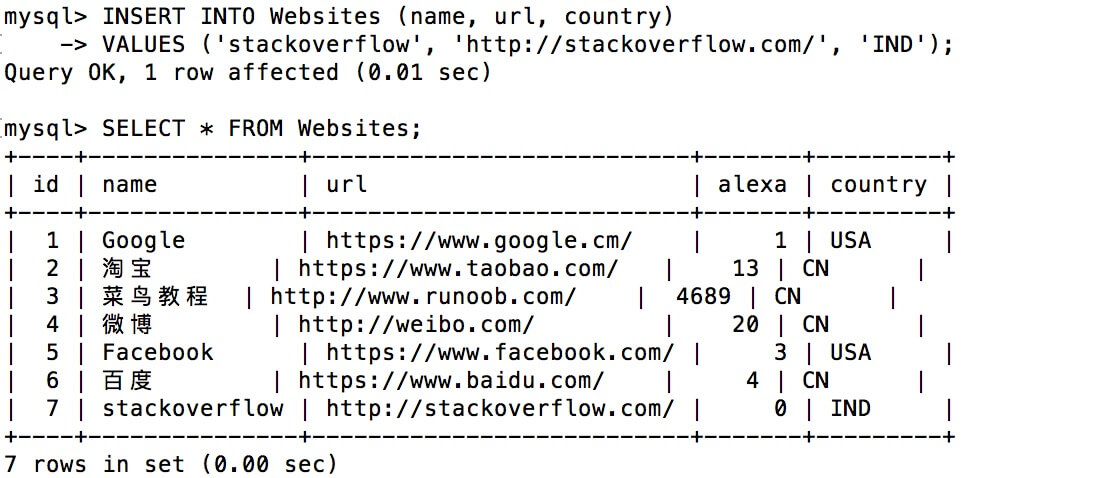 mysql> INSERT INTO Websites (name, url, country)
    -> VALUES ('stackoverflow', 'http://stackoverflow.com/', 'IND');
Query OK, 1 row affected (0.01 sec)

mysql> SELECT * FROM Websites;
+----+---------------+---------------------------+-------+---------+
| id | name          | url                       | alexa | country |
+----+---------------+---------------------------+-------+---------+
|  1 | Google        | https://www.google.cm/    |     1 | USA     |
|  2 | 淘宝        | https://www.taobao.com/   |    13 | CN      |
|  3 | 菜鸟教程  | http://www.runoob.com/    |  4689 | CN      |
|  4 | 微博        | http://weibo.com/         |    20 | CN      |
|  5 | Facebook      | https://www.facebook.com/ |     3 | USA     |
|  6 | 百度        | https://www.baidu.com/    |     4 | CN      |
|  7 | stackoverflow | http://stackoverflow.com/ |     0 | IND     |
+----+---------------+---------------------------+-------+---------+
7 rows in set (0.00 sec)